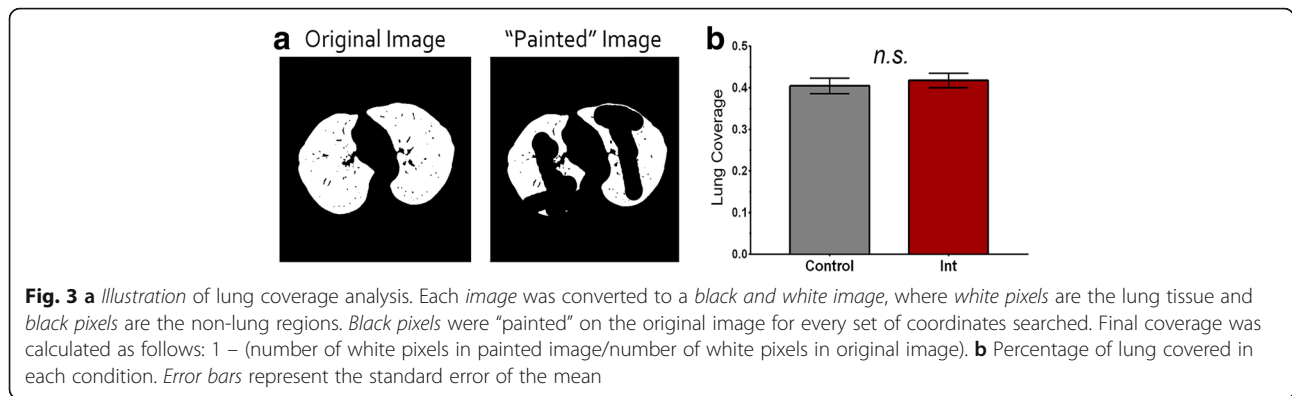 a Original Image "Painted" Image
b
0.5
0.4
0.3
0.2
0.1
0.0
Lung Coverage
n.s.
Control Int
Fig. 3 a Illustration of lung coverage analysis. Each image was converted to a black and white image, where white pixels are the lung tissue and
black pixels are the non-lung regions. Black pixels were “painted” on the original image for every set of coordinates searched. Final coverage was
calculated as follows: 1 – (number of white pixels in painted image/number of white pixels in original image). b Percentage of lung covered in
each condition. Error bars represent the standard error of the mean